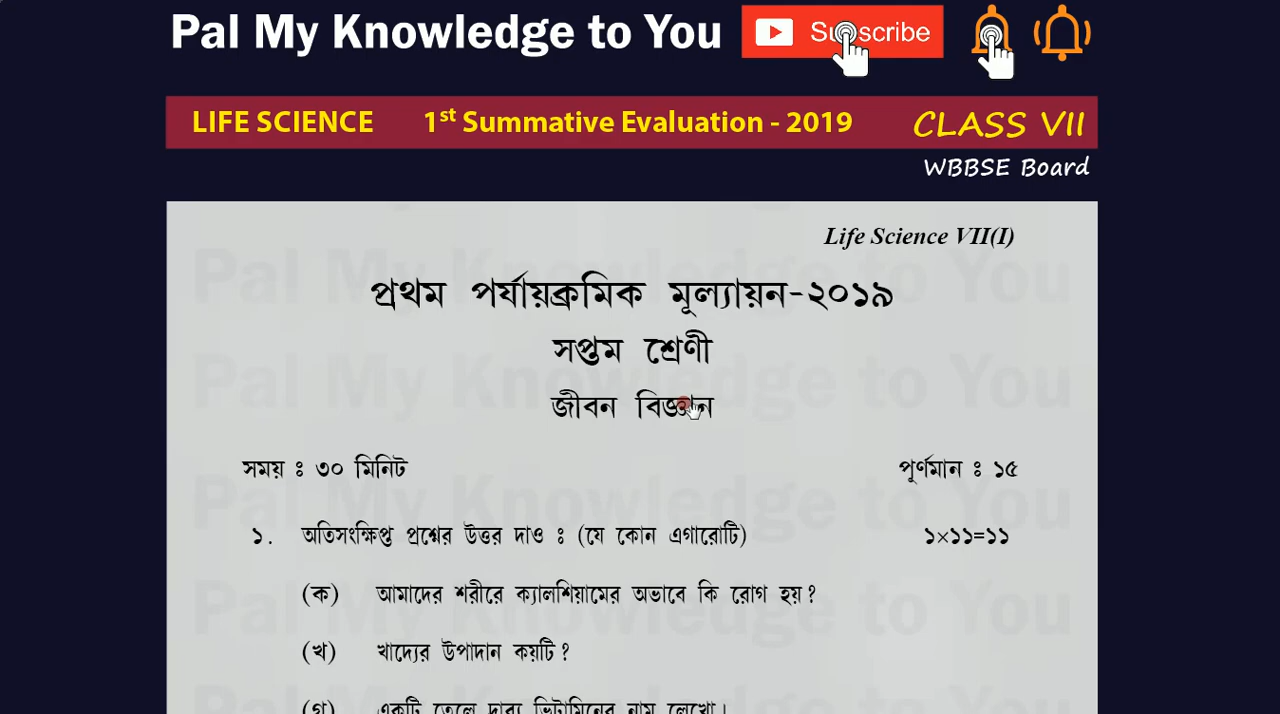 Pal My Knowledge to You Subscribe
LIFE SCIENCE 1st Summative Evaluation - 2019 CLASS VII
WBBSE Board
Life Science VII(I)
প্রথম পর্যায়ক্রমিক মূল্যায়ন-২০১৯
সপ্তম শ্রেণী
জীবন বিজ্ঞান
সময় ঃ ৩০ মিনিট পূর্ণমান ঃ ১৫
১. অতিসংক্ষিপ্ত প্রশ্নের উত্তর দাও ঃ (যে কোন এগারোটি) ১×১১=১১
(ক) আমাদের শরীরে ক্যালশিয়ামের অভাবে কি রোগ হয়?
(খ) খাদ্যের উপাদান কয়টি?
(গ) একটি তেলে দ্রাব্য ভিটামিনের নাম লেখো।